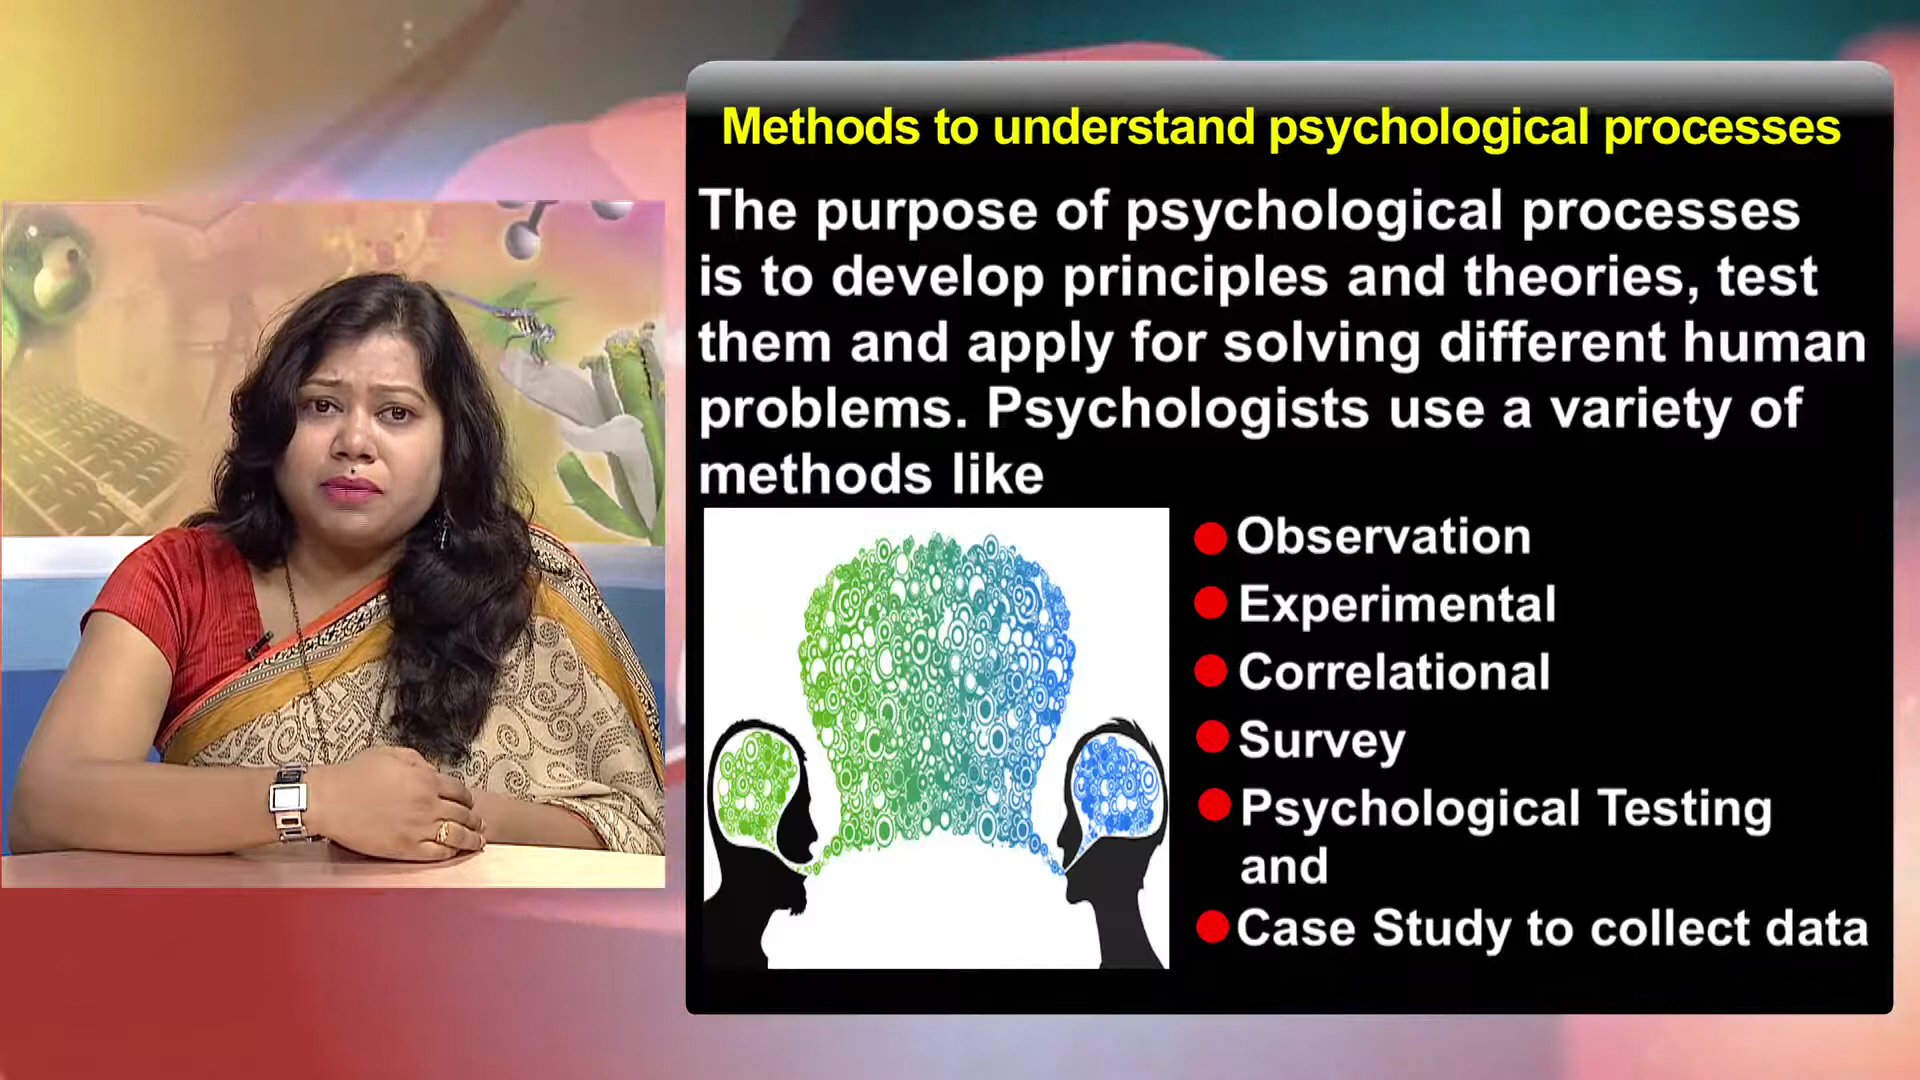 Methods to understand psychological processes
The purpose of psychological processes
is to develop principles and theories, test
them and apply for solving different human
problems. Psychologists use a variety of
methods like
Observation
Experimental
Correlational
Survey
Psychological Testing
and
Case Study to collect data